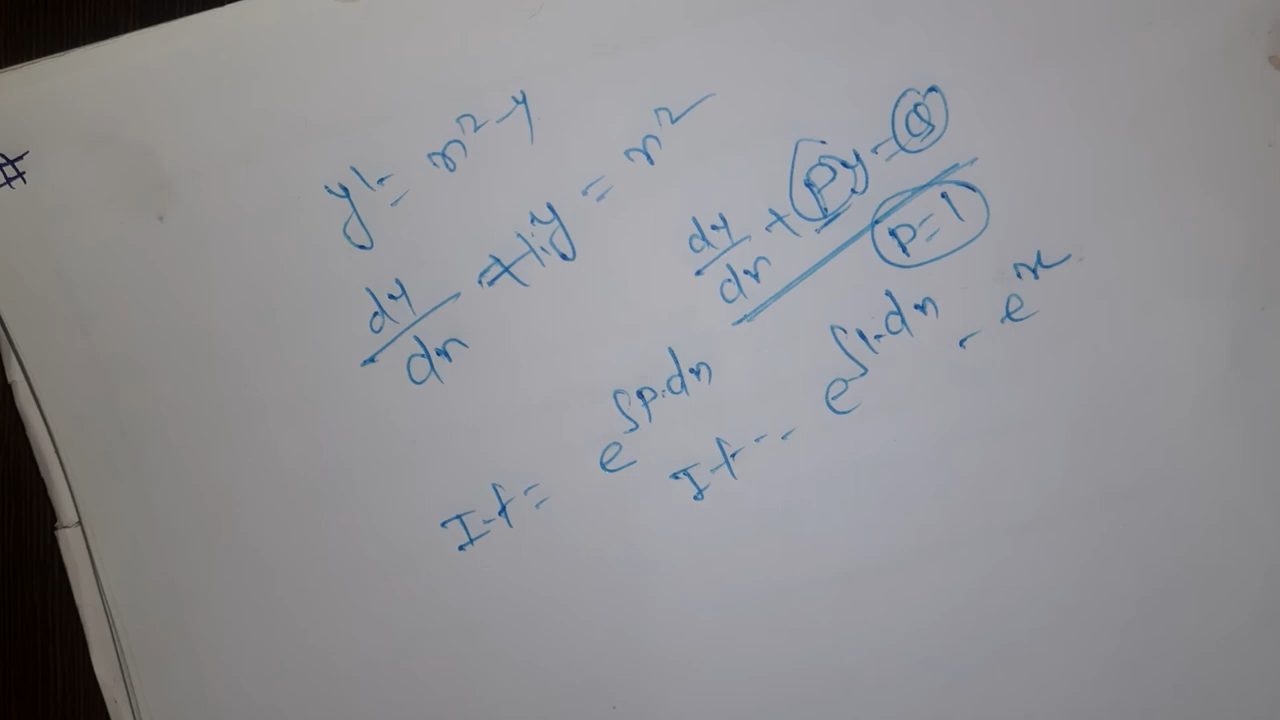 #
y' = x² - y
dy/dx + 1·y = x²
dy/dx + Py = Q
P = 1
I·f = e^∫P·dx
I·f = e^∫1·dx = e^x